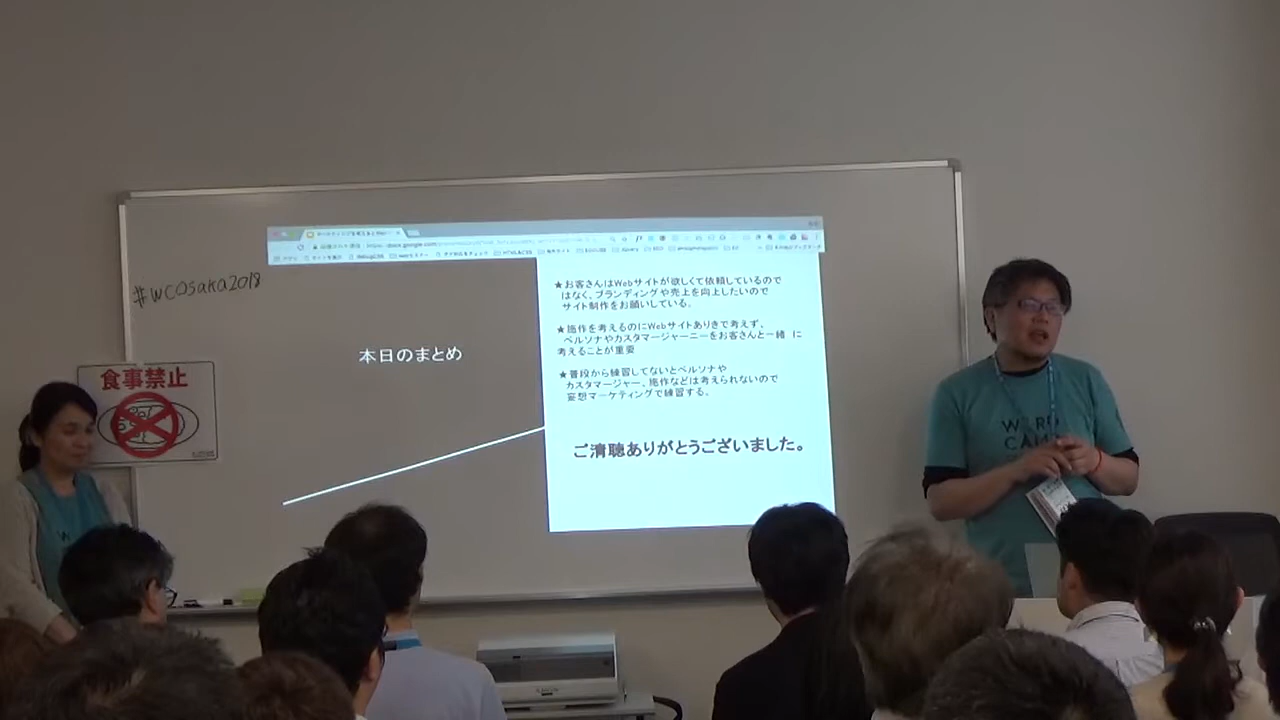 #wcosaka2018
食事禁止
本日のまとめ
★お客さんはWebサイトが欲しくて依頼しているので
はなく、ブランディングや売上を向上したいので
サイト制作をお願いしている。
★施作を考えるのにWebサイトありきで考えず、
ペルソナやカスタマージャーニーをお客さんと一緒 に
考えることが重要
★普段から練習してないとペルソナや
カスタマージャー、施作などは考えられないので
妄想マーケティングで練習する。
ご清聴ありがとうございました。
WORD
CAMP